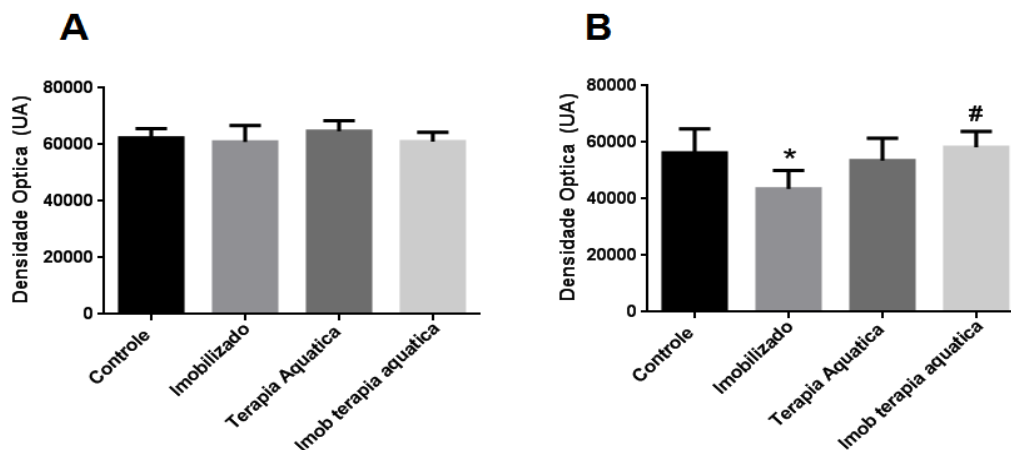 A
Densidade Optica (UA)
80000
60000
40000
20000
0
Controle
Imobilizado
Terapia Aquatica
Imob terapia aquatica
B
Densidade Optica (UA)
80000
60000
40000
20000
0
*
#
Controle
Imobilizado
Terapia Aquatica
Imob terapia aquatica